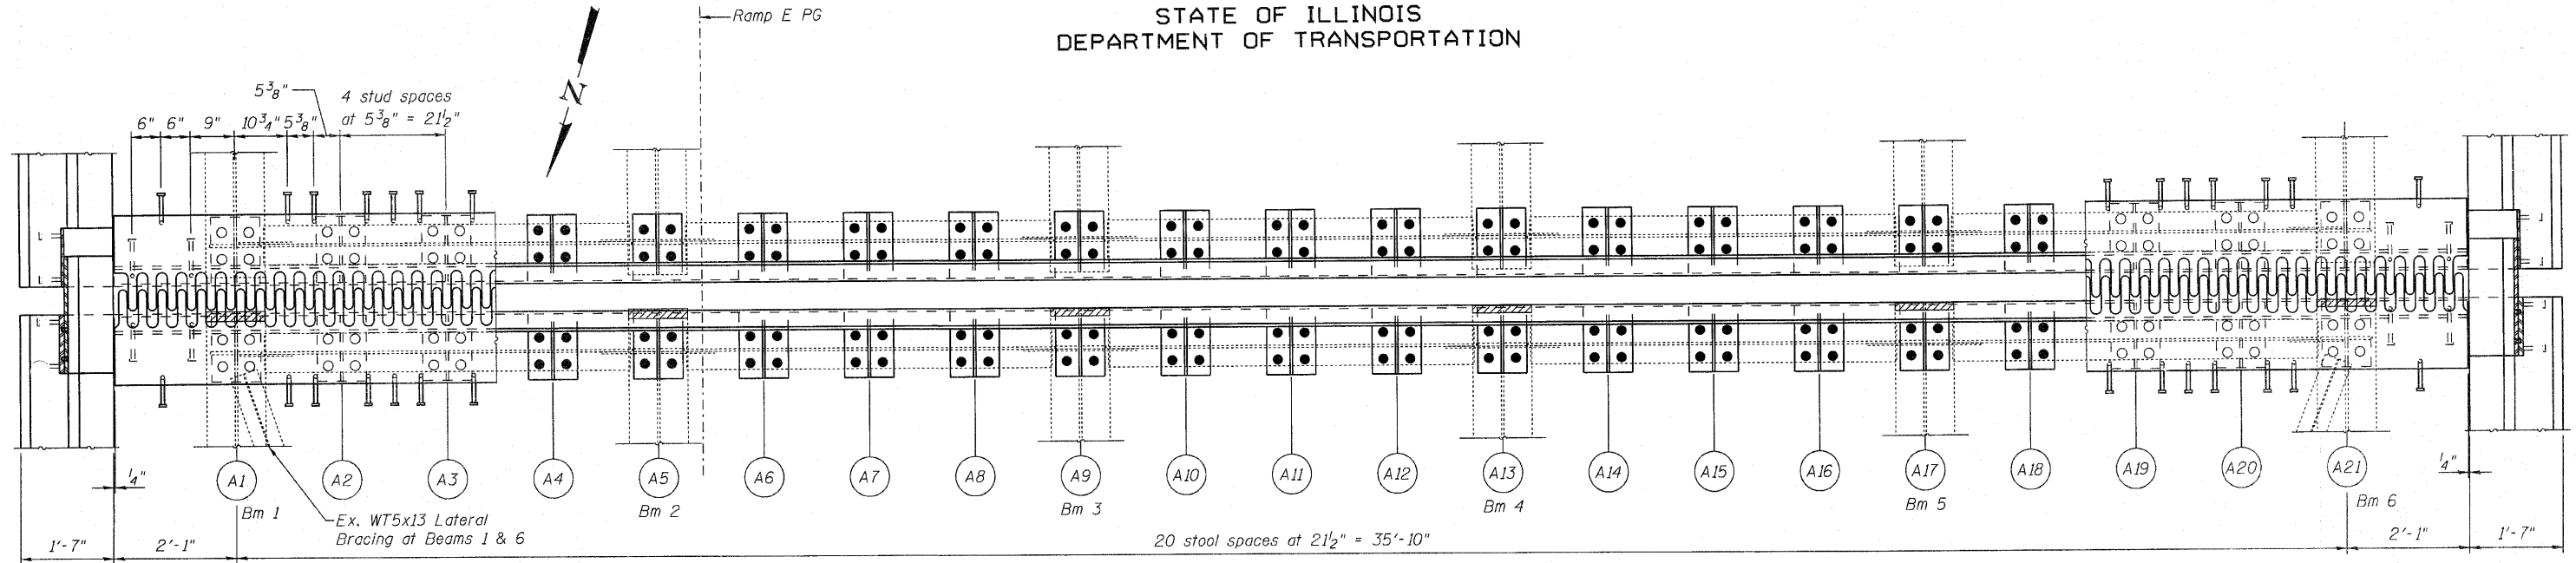 Ramp E PG
STATE OF ILLINOIS
DEPARTMENT OF TRANSPORTATION
N
5 3/8"
4 stud spaces
at 5 3/8" = 21 1/2"
6" 6" 9" 10 3/4" 5 3/8"
A1 A2 A3 A4 A5 A6 A7 A8 A9 A10 A11 A12 A13 A14 A15 A16 A17 A18 A19 A20 A21
1/4" 1/4"
Bm 1 Bm 2 Bm 3 Bm 4 Bm 5 Bm 6
Ex. WT5x13 Lateral
Bracing at Beams 1 & 6
1'-7" 2'-1" 20 stool spaces at 21 1/2" = 35'-10" 2'-1" 1'-7"